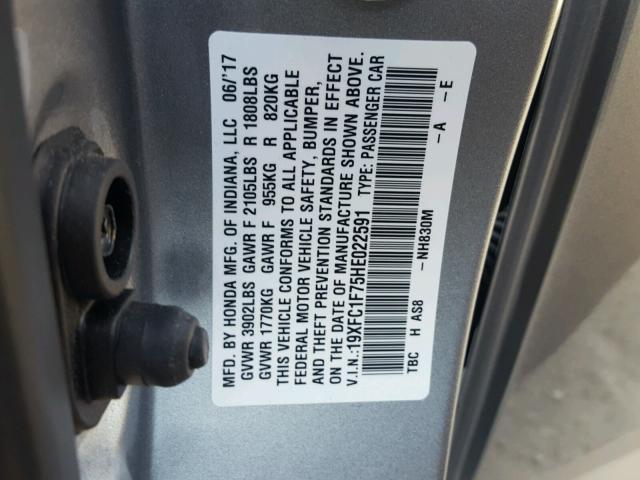 MFD. BY HONDA MFG. OF INDIANA, LLC 06/'17
GVWR 3902LBS GAWR F 2105LBS R 1808LBS
GVWR 1770KG GAWR F 955KG R 820KG
THIS VEHICLE CONFORMS TO ALL APPLICABLE
FEDERAL MOTOR VEHICLE SAFETY, BUMPER,
AND THEFT PREVENTION STANDARDS IN EFFECT
ON THE DATE OF MANUFACTURE SHOWN ABOVE.
V.I.N.:19XFC1F75HE022591 TYPE: PASSENGER CAR
– NH830M – A – E
TBC H AS8